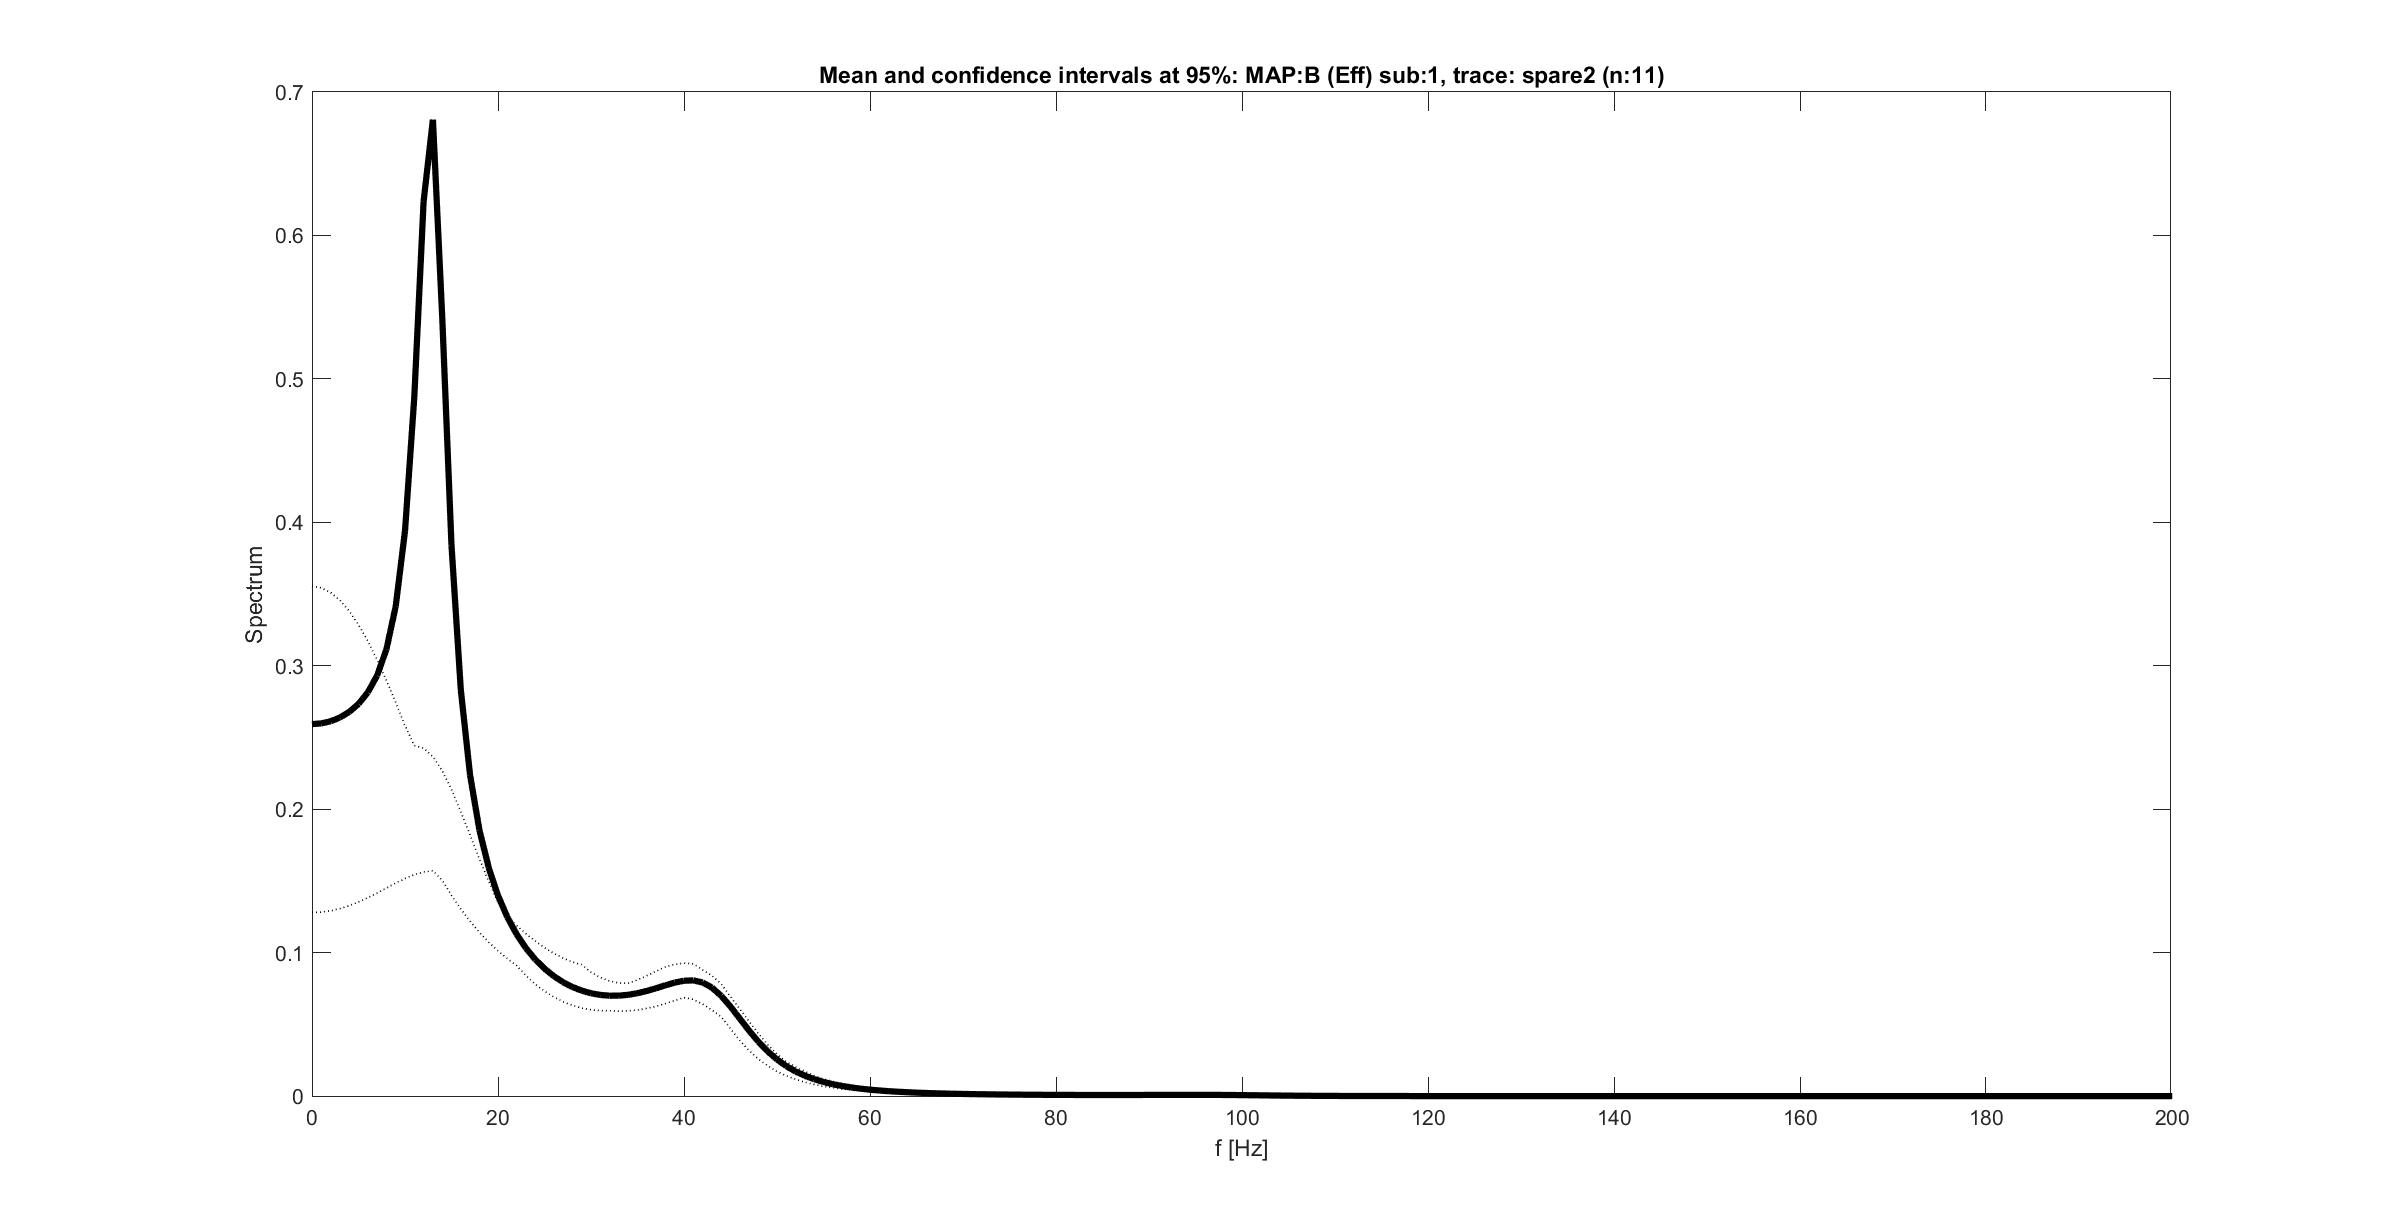 Mean and confidence intervals at 95%: MAP:B (Eff) sub:1, trace: spare2 (n:11)
0.7
0.6
0.5
0.4
0.3
0.2
0.1
0
Spectrum
0 20 40 60 80 100 120 140 160 180 200
f [Hz]